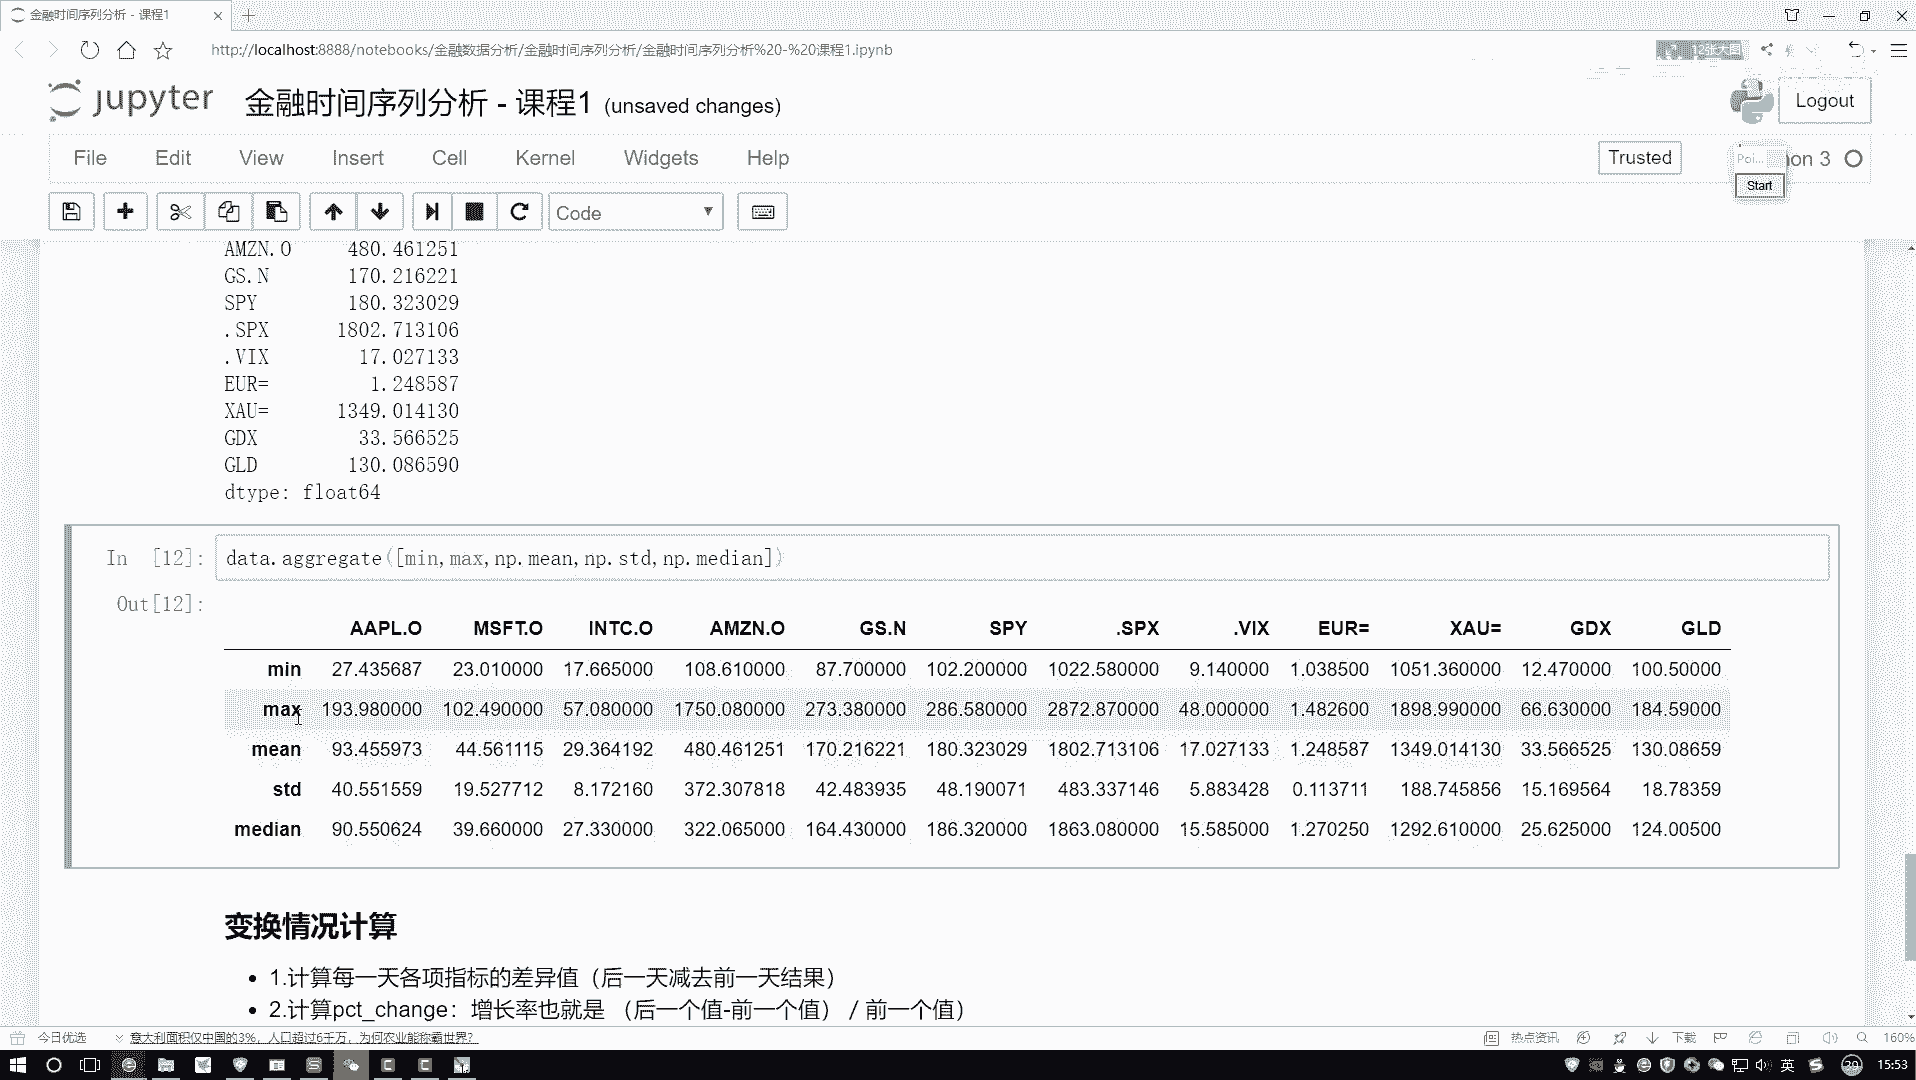 金融时间序列分析 - 课程1
http://localhost:8888/notebooks/金融数据分析/金融时间序列分析/金融时间序列分析%20-%20课程1.ipynb
12张大图
jupyter 金融时间序列分析 - 课程1 (unsaved changes)
Logout
File Edit View Insert Cell Kernel Widgets Help
Trusted
Poi... on 3
Start
Code
AMZN.O 480.461251
GS.N 170.216221
SPY 180.323029
.SPX 1802.713106
.VIX 17.027133
EUR= 1.248587
XAU= 1349.014130
GDX 33.566525
GLD 130.086590
dtype: float64
In [12]: data.aggregate([min,max,np.mean,np.std,np.median])
Out[12]:
AAPL.O MSFT.O INTC.O AMZN.O GS.N SPY .SPX .VIX EUR= XAU= GDX GLD
min 27.435687 23.010000 17.665000 108.610000 87.700000 102.200000 1022.580000 9.140000 1.038500 1051.360000 12.470000 100.50000
max 193.980000 102.490000 57.080000 1750.080000 273.380000 286.580000 2872.870000 48.000000 1.482600 1898.990000 66.630000 184.59000
mean 93.455973 44.561115 29.364192 480.461251 170.216221 180.323029 1802.713106 17.027133 1.248587 1349.014130 33.566525 130.08659
std 40.551559 19.527712 8.172160 372.307818 42.483935 48.190071 483.337146 5.883428 0.113711 188.745856 15.169564 18.78359
median 90.550624 39.660000 27.330000 322.065000 164.430000 186.320000 1863.080000 15.585000 1.270250 1292.610000 25.625000 124.00500
变换情况计算
• 1.计算每一天各项指标的差异值（后一天减去前一天结果）
• 2.计算pct_change：增长率也就是 （后一个值-前一个值） / 前一个值）
今日优选 意大利面积仅中国的3%，人口超过6千万，为何农业能称霸世界？
热点资讯 下载 160%
英 29 15:53